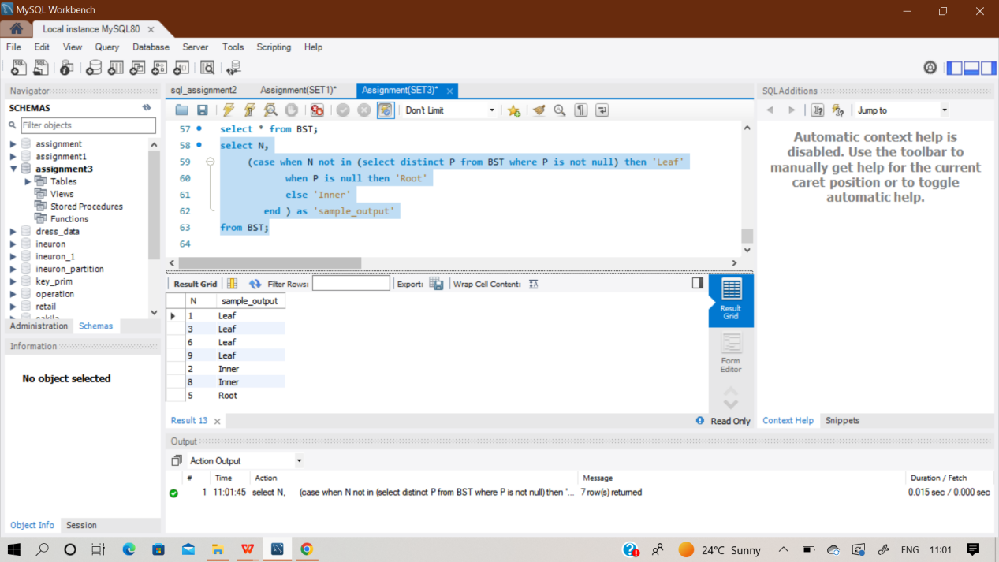 MySQL Workbench
Local instance MySQL80
File Edit View Query Database Server Tools Scripting Help
Navigator
SCHEMAS
Filter objects
assignment
assignment1
assignment3
Tables
Views
Stored Procedures
Functions
dress_data
ineuron
ineuron_1
ineuron_partition
key_prim
operation
retail
Administration Schemas
Information
No object selected
Object Info Session
sql_assignment2 Assignment(SET1)* Assignment(SET3)*
Don't Limit
57 select * from BST;
58 select N,
59 (case when N not in (select distinct P from BST where P is not null) then 'Leaf'
60 when P is null then 'Root'
61 else 'Inner'
62 end ) as 'sample_output'
63 from BST;
64
Result Grid Filter Rows: Export: Wrap Cell Content:
N sample_output
1 Leaf
3 Leaf
6 Leaf
9 Leaf
2 Inner
8 Inner
5 Root
Result Grid
Form Editor
Result 13 Read Only
SQLAdditions
Jump to
Automatic context help is
disabled. Use the toolbar to
manually get help for the current
caret position or to toggle
automatic help.
Context Help Snippets
Output
Action Output
# Time Action Message Duration / Fetch
1 11:01:45 select N, (case when N not in (select distinct P from BST where P is not null) then '... 7 row(s) returned 0.015 sec / 0.000 sec
24°C Sunny ENG 11:01